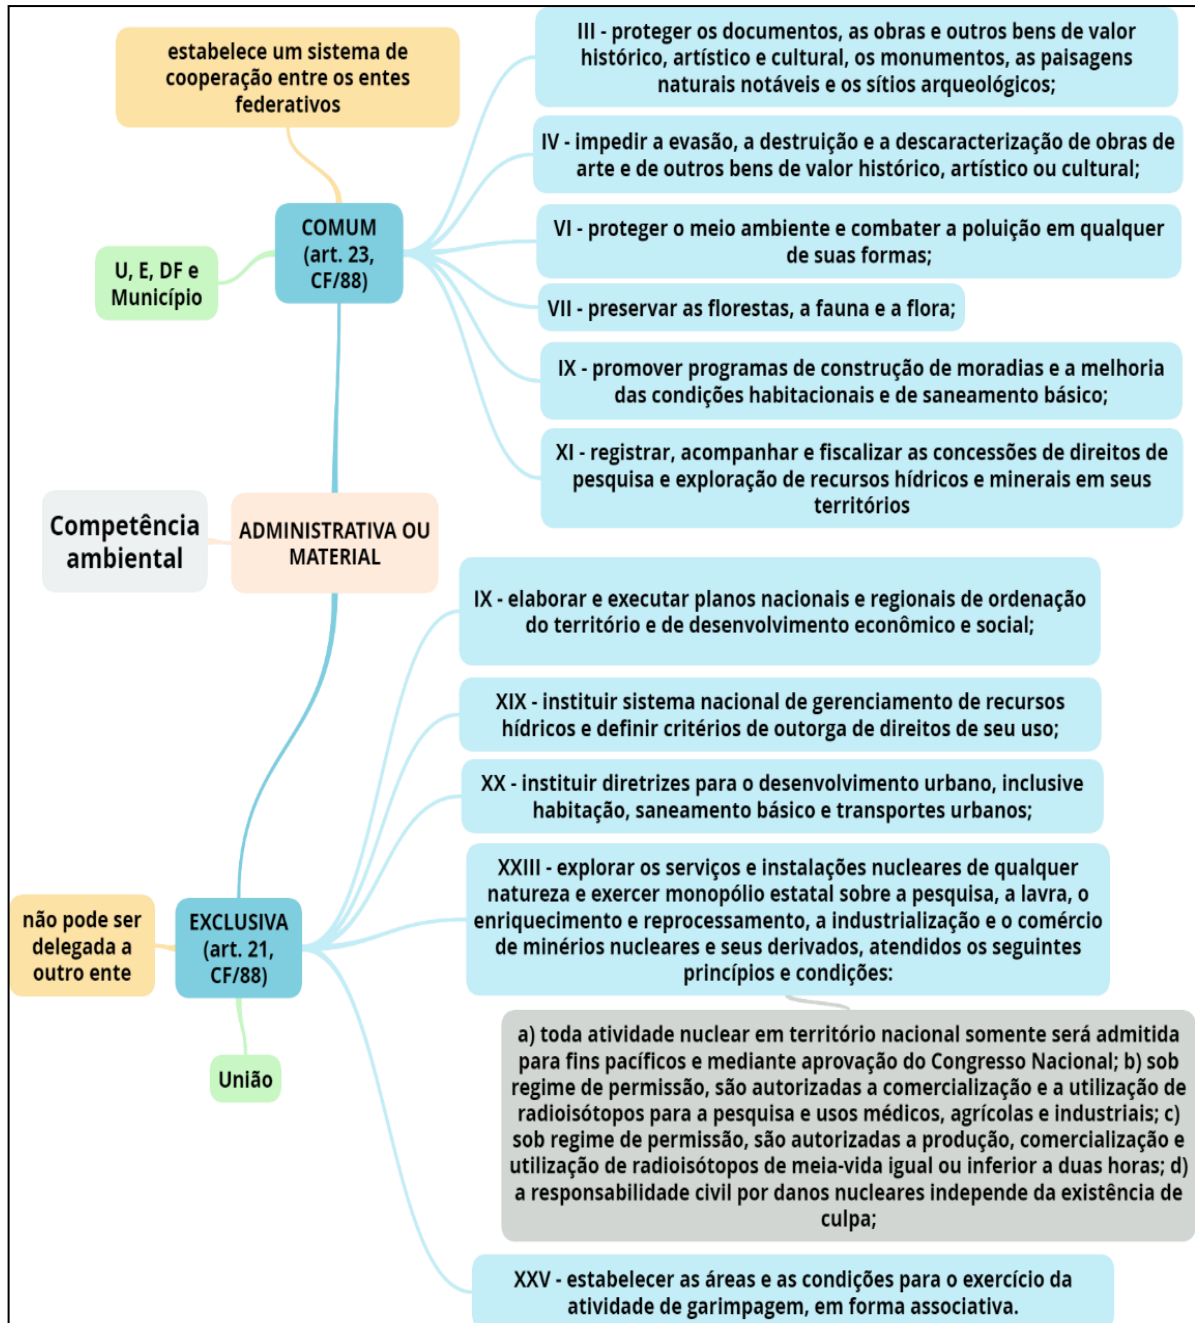 estabelece um sistema de
cooperação entre os entes
federativos
COMUM
(art. 23,
CF/88)
U, E, DF e
Município
III - proteger os documentos, as obras e outros bens de valor
histórico, artístico e cultural, os monumentos, as paisagens
naturais notáveis e os sítios arqueológicos;
IV - impedir a evasão, a destruição e a descaracterização de obras de
arte e de outros bens de valor histórico, artístico ou cultural;
VI - proteger o meio ambiente e combater a poluição em qualquer
de suas formas;
VII - preservar as florestas, a fauna e a flora;
IX - promover programas de construção de moradias e a melhoria
das condições habitacionais e de saneamento básico;
XI - registrar, acompanhar e fiscalizar as concessões de direitos de
pesquisa e exploração de recursos hídricos e minerais em seus
territórios
Competência
ambiental
ADMINISTRATIVA OU
MATERIAL
IX - elaborar e executar planos nacionais e regionais de ordenação
do território e de desenvolvimento econômico e social;
XIX - instituir sistema nacional de gerenciamento de recursos
hídricos e definir critérios de outorga de direitos de seu uso;
XX - instituir diretrizes para o desenvolvimento urbano, inclusive
habitação, saneamento básico e transportes urbanos;
não pode ser
delegada a
outro ente
EXCLUSIVA
(art. 21,
CF/88)
União
XXIII - explorar os serviços e instalações nucleares de qualquer
natureza e exercer monopólio estatal sobre a pesquisa, a lavra, o
enriquecimento e reprocessamento, a industrialização e o comércio
de minérios nucleares e seus derivados, atendidos os seguintes
princípios e condições:
a) toda atividade nuclear em território nacional somente será admitida
para fins pacíficos e mediante aprovação do Congresso Nacional; b) sob
regime de permissão, são autorizadas a comercialização e a utilização de
radioisótopos para a pesquisa e usos médicos, agrícolas e industriais; c)
sob regime de permissão, são autorizadas a produção, comercialização e
utilização de radioisótopos de meia-vida igual ou inferior a duas horas; d)
a responsabilidade civil por danos nucleares independe da existência de
culpa;
XXV - estabelecer as áreas e as condições para o exercício da
atividade de garimpagem, em forma associativa.